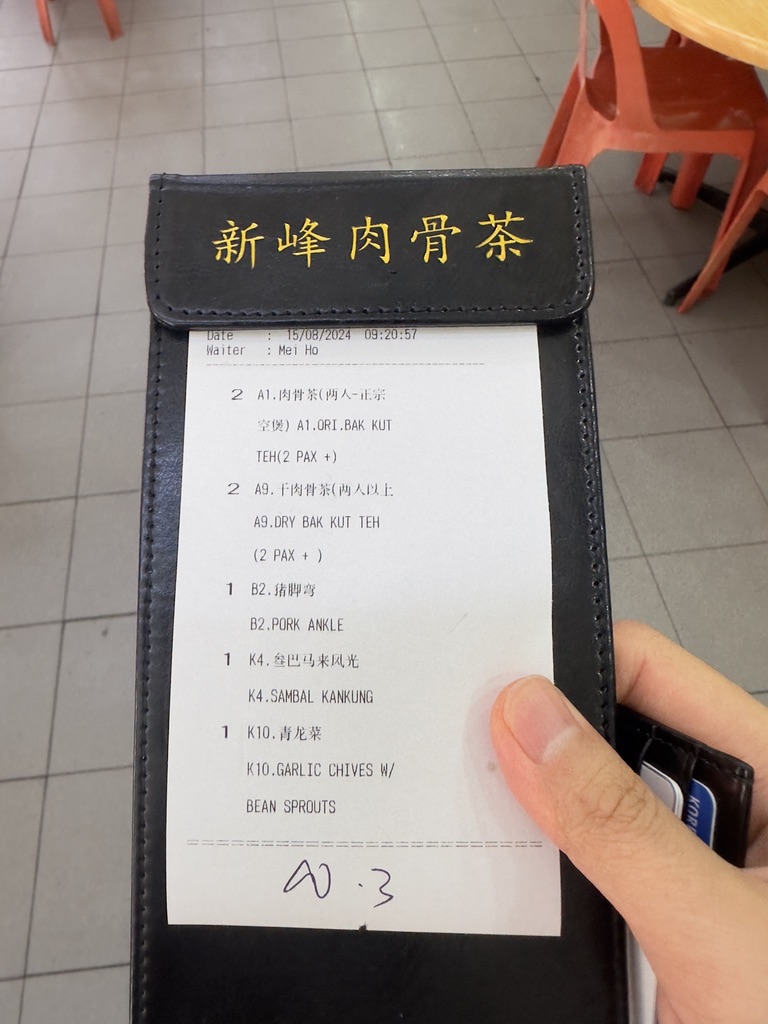 新峰肉骨茶
Date : 15/08/2024 09:20:57
Waiter : Mei Ho
2 A1.肉骨茶(两人-正宗
空煲) A1.ORI.BAK KUT
TEH(2 PAX +)
2 A9.干肉骨茶(两人以上
A9.DRY BAK KUT TEH
(2 PAX + )
1 B2.猪脚弯
B2.PORK ANKLE
1 K4.叁巴马来风光
K4.SAMBAL KANKUNG
1 K10.青龙菜
K10.GARLIC CHIVES W/
BEAN SPROUTS